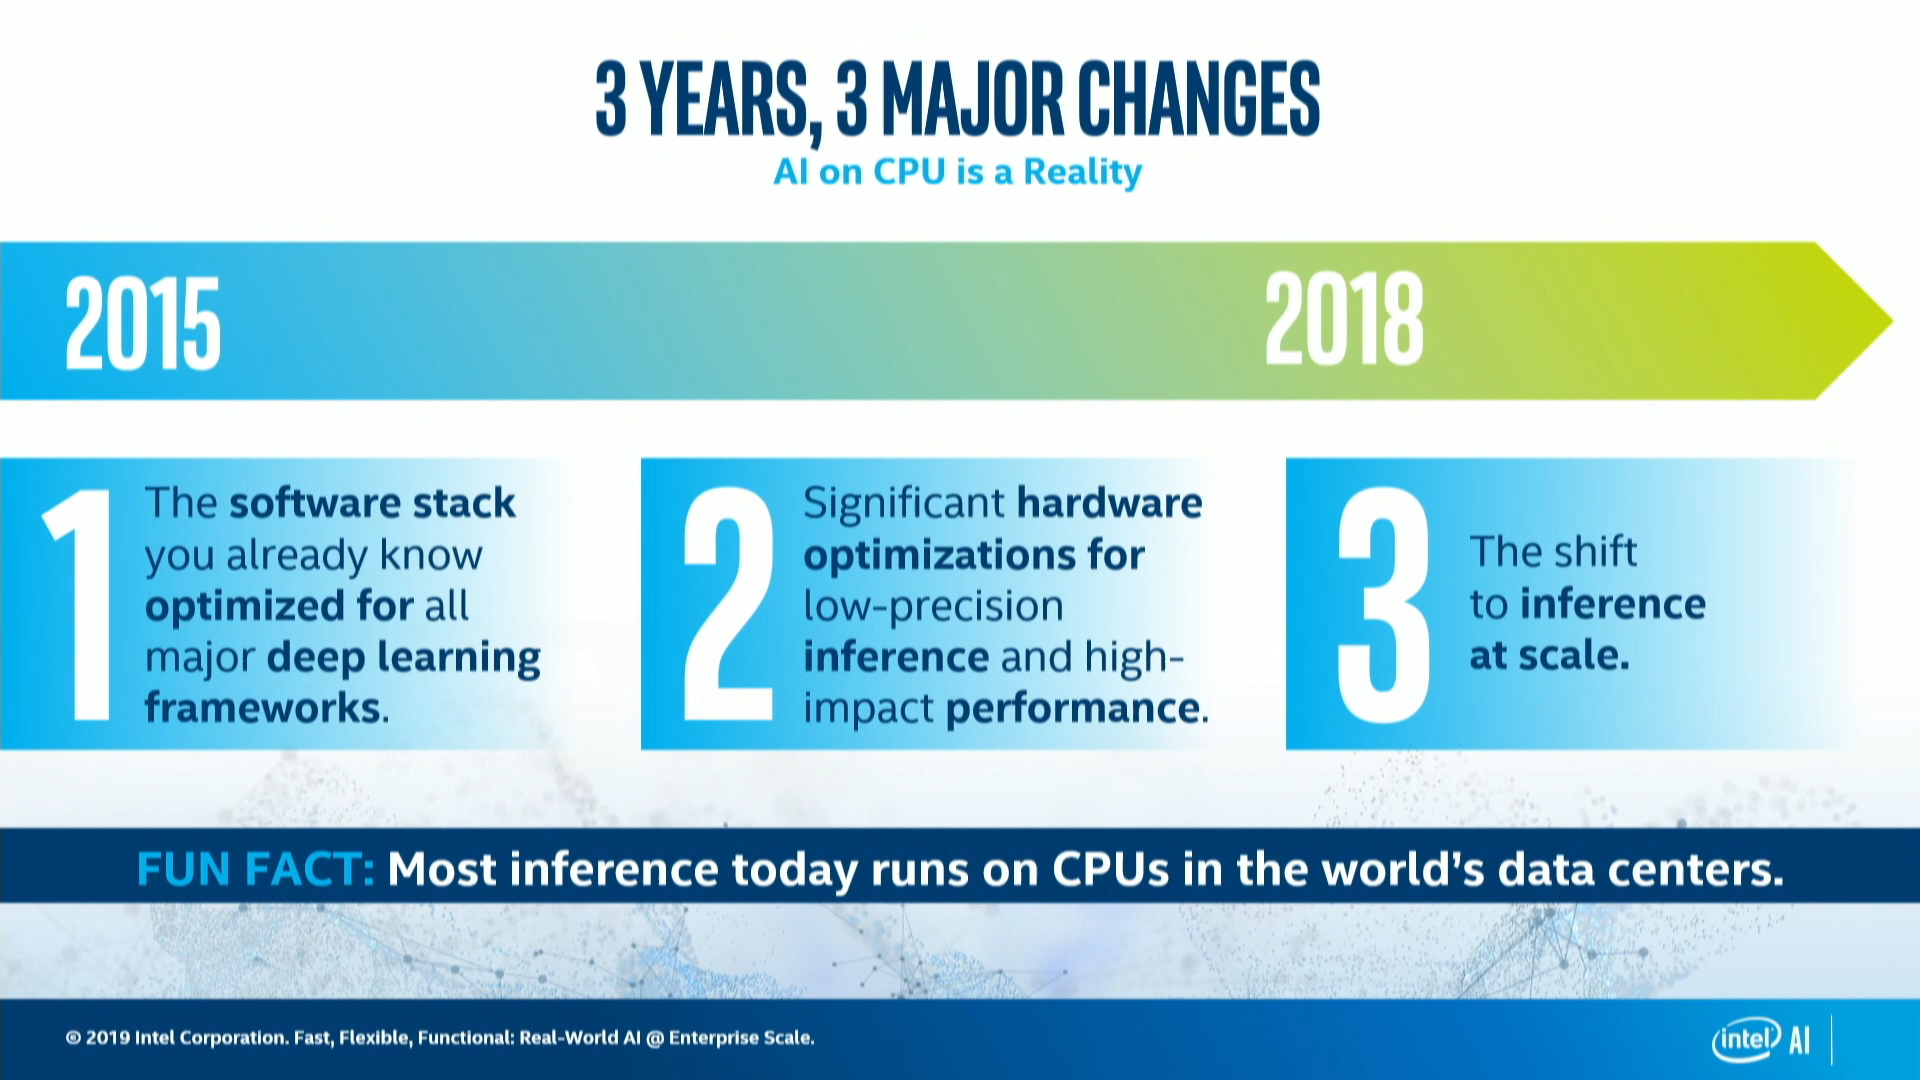 3 YEARS, 3 MAJOR CHANGES
AI on CPU is a Reality
2015
2018
1
The software stack
you already know
optimized for all
major deep learning
frameworks.
2
Significant hardware
optimizations for
low-precision
inference and high-
impact performance.
3
The shift
to inference
at scale.
FUN FACT: Most inference today runs on CPUs in the world's data centers.
© 2019 Intel Corporation. Fast, Flexible, Functional: Real-World AI @ Enterprise Scale.
intel AI